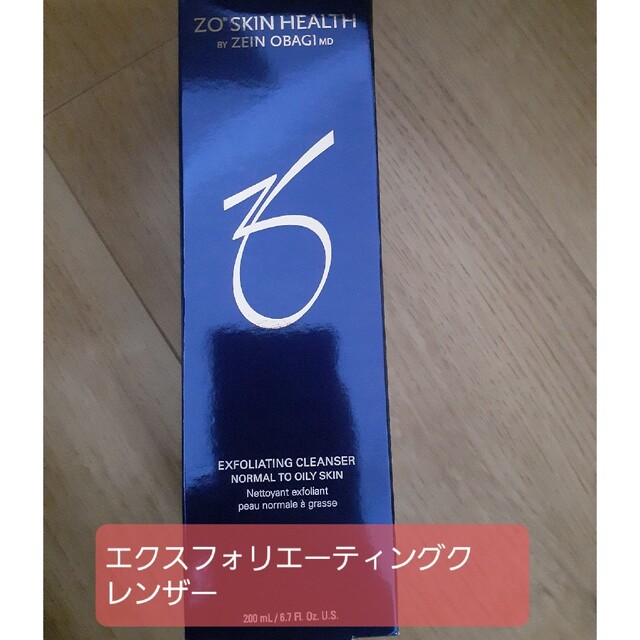 ZO® SKIN HEALTH
BY ZEIN OBAGI MD
EXFOLIATING CLEANSER
NORMAL TO OILY SKIN
Nettoyant exfoliant
peau normale à grasse
エクスフォリエーティングク
レンザー
200 mL / 6.7 Fl. Oz. U.S.